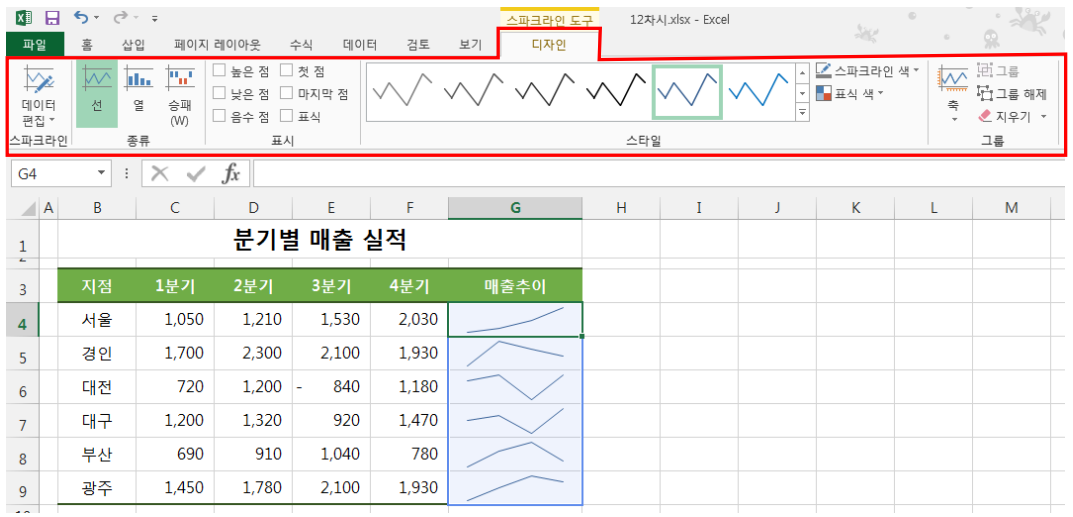 스파크라인 도구 12차시.xlsx - Excel
파일 홈 삽입 페이지 레이아웃 수식 데이터 검토 보기 디자인
데이터 편집
선
열
승패 (W)
높은 점 첫 점
낮은 점 마지막 점
음수 점 표식
스파크라인 색
표식 색
축
그룹
그룹 해제
지우기
스파크라인 종류 표시 스타일 그룹
G4 fx
A B C D E F G H I J K L M
1 분기별 매출 실적
3 지점 1분기 2분기 3분기 4분기 매출추이
4 서울 1,050 1,210 1,530 2,030
5 경인 1,700 2,300 2,100 1,930
6 대전 720 1,200 - 840 1,180
7 대구 1,200 1,320 920 1,470
8 부산 690 910 1,040 780
9 광주 1,450 1,780 2,100 1,930